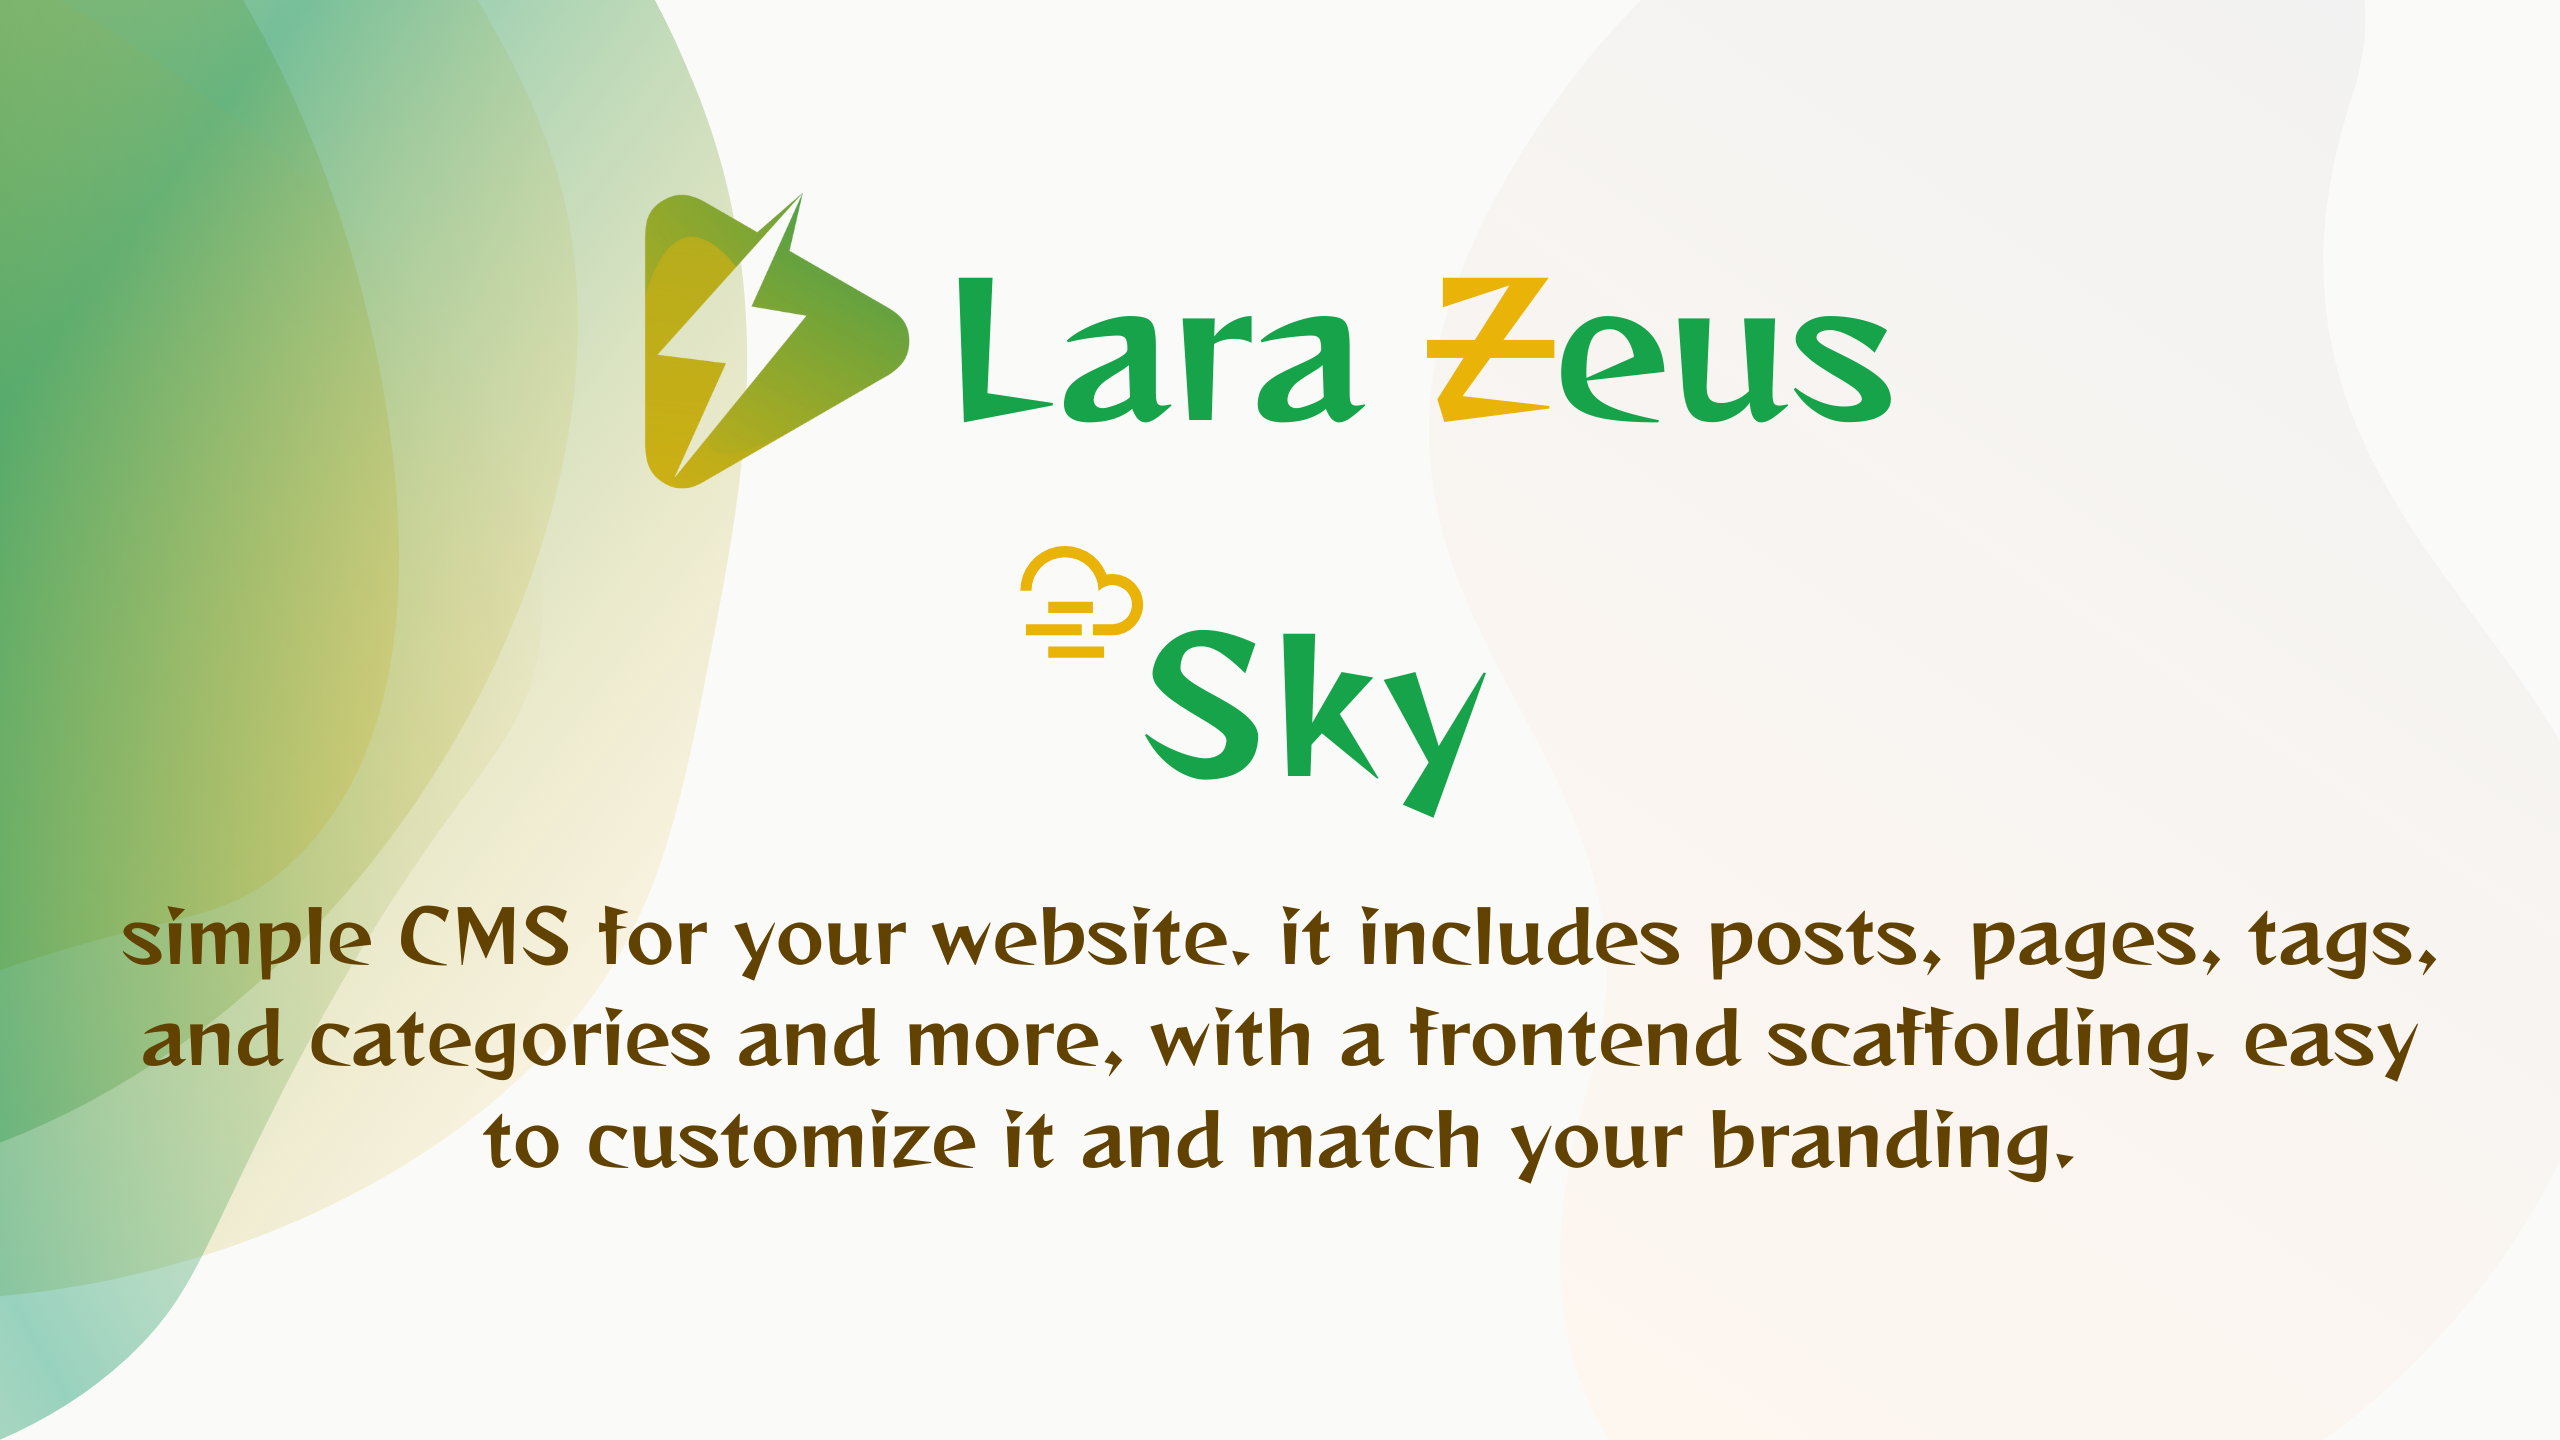 Lara Zeus
Sky
simple CMS for your website. it includes posts, pages, tags,
and categories and more, with a frontend scaffolding. easy
to customize it and match your branding.